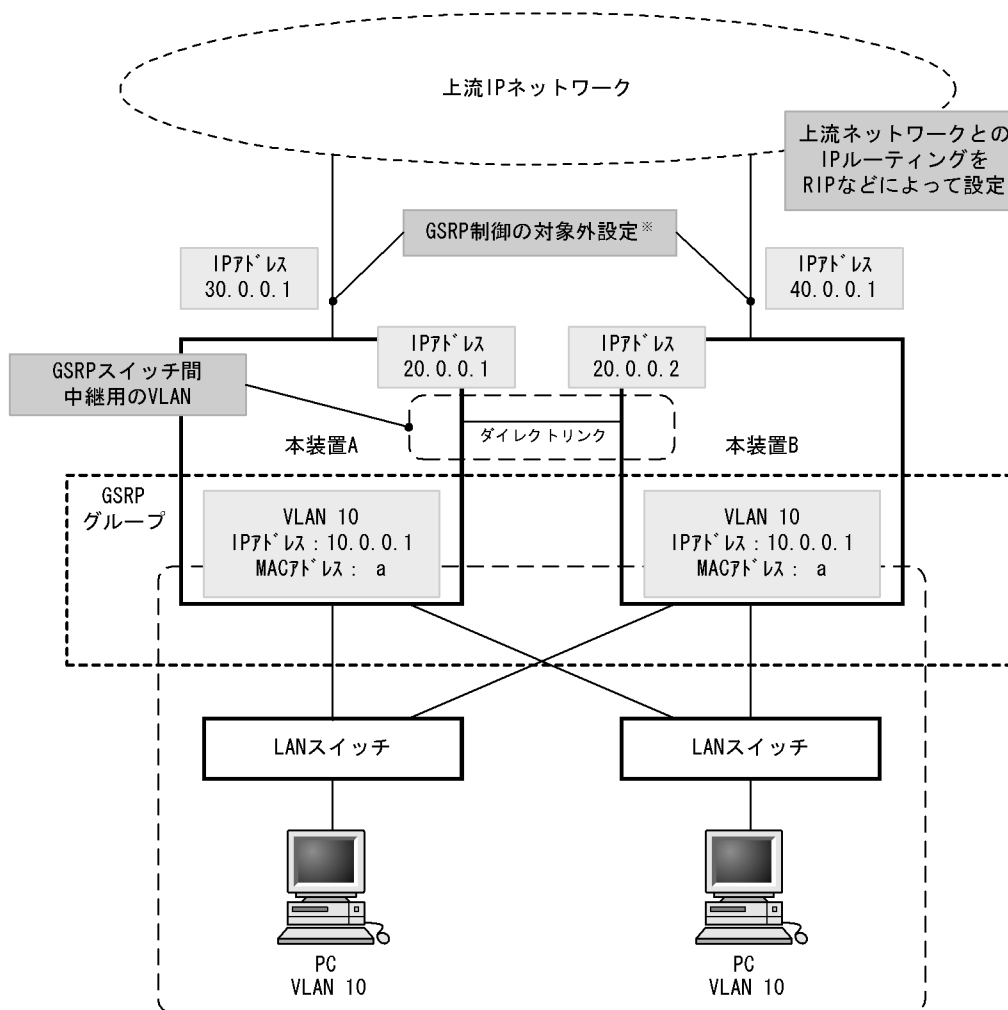 上流IPネットワーク
上流ネットワークとの
IPルーティングを
RIPなどによって設定
GSRP制御の対象外設定※
IPアドレス
30.0.0.1
IPアドレス
40.0.0.1
IPアドレス
20.0.0.1
IPアドレス
20.0.0.2
GSRPスイッチ間
中継用のVLAN
ダイレクトリンク
本装置A
本装置B
GSRP
グループ
VLAN 10
IPアドレス：10.0.0.1
MACアドレス： a
VLAN 10
IPアドレス：10.0.0.1
MACアドレス： a
LANスイッチ
LANスイッチ
PC
VLAN 10
PC
VLAN 10